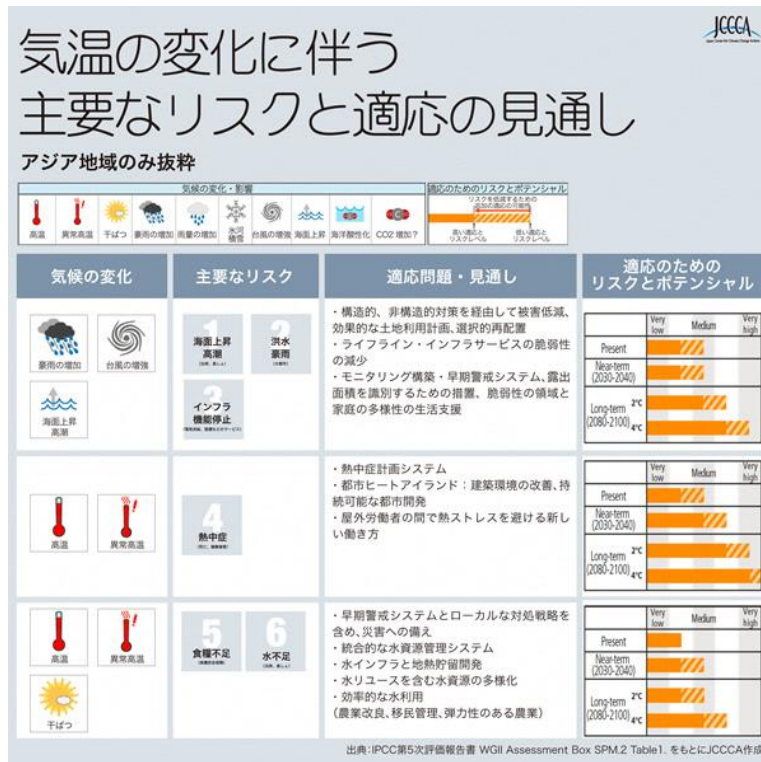 JCCCA
気温の変化に伴う
主要なリスクと適応の見通し
アジア地域のみ抜粋
気候の変化・影響
高温
異常高温
干ばつ
豪雨の増加
雨量の増加
氷河
積雪
台風の増強
海面上昇
海洋酸性化
CO2 増加？
適応のためのリスクとポテンシャル
リスクを低減するための
追加の適応の可能性
高い適応と
リスクレベル
低い適応と
リスクレベル
気候の変化
主要なリスク
適応問題・見通し
適応のための
リスクとポテンシャル
豪雨の増加
台風の増強
海面上昇
高潮
1
海面上昇
高潮
2
洪水
豪雨
3
インフラ
機能停止
・構造的、非構造的対策を経由して被害低減、
効果的な土地利用計画、選択的再配置
・ライフライン・インフラサービスの脆弱性
の減少
・モニタリング構築・早期警戒システム、露出
面積を識別するための措置、脆弱性の領域と
家庭の多様性の生活支援
Very low
Medium
Very high
Present
Near-term
(2030-2040)
Long-term
(2080-2100)
2°C
4°C
高温
異常高温
4
熱中症
・熱中症計画システム
・都市ヒートアイランド：建築環境の改善、持
続可能な都市開発
・屋外労働者の間で熱ストレスを避ける新し
い働き方
Very low
Medium
Very high
Present
Near-term
(2030-2040)
Long-term
(2080-2100)
2°C
4°C
高温
異常高温
干ばつ
5
食糧不足
6
水不足
・早期警戒システムとローカルな対処戦略を
含め、災害への備え
・統合的な水資源管理システム
・水インフラと地熱貯留開発
・水リユースを含む水資源の多様化
・効率的な水利用
（農業改良、移民管理、弾力性のある農業）
Very low
Medium
Very high
Present
Near-term
(2030-2040)
Long-term
(2080-2100)
2°C
4°C
出典：IPCC第5次評価報告書 WGII Assessment Box SPM.2 Table1. をもとにJCCCA作成